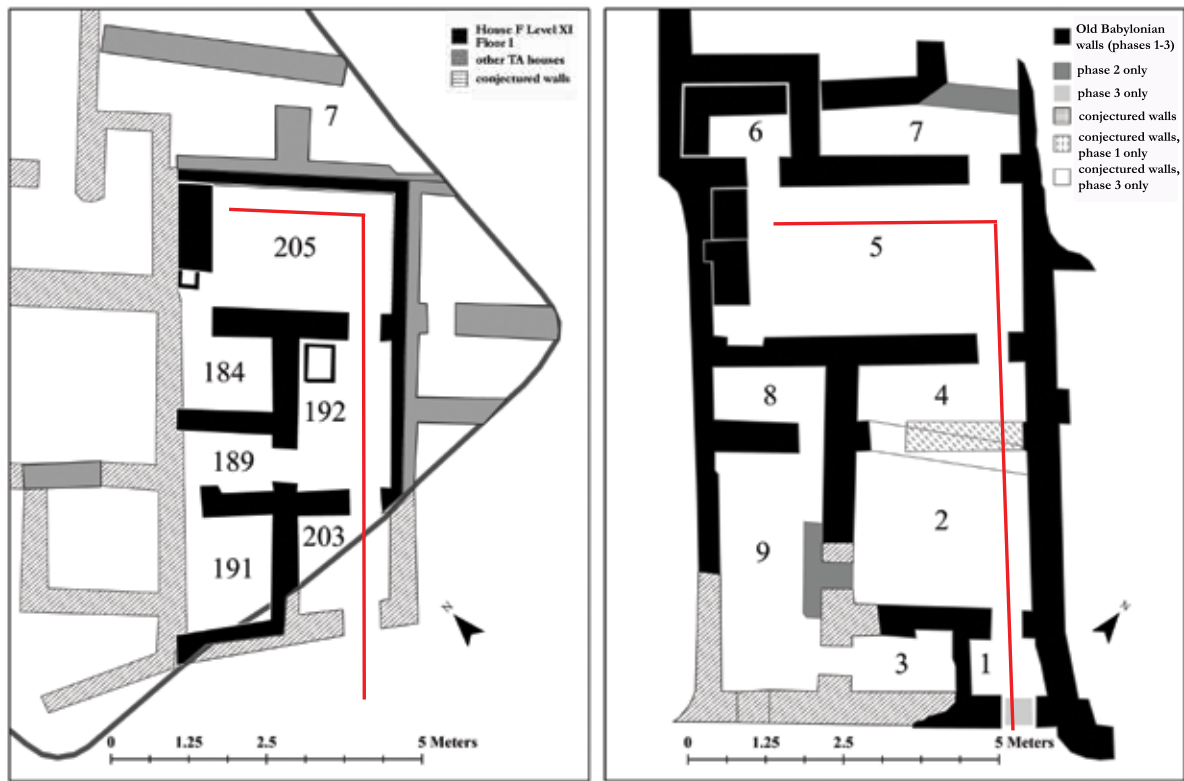 House F Level XI
Floor 1
other TA houses
conjectured walls
7
205
184
192
189
203
191
N
0 1.25 2.5 5 Meters
Old Babylonian
walls (phases 1-3)
phase 2 only
phase 3 only
conjectured walls
conjectured walls,
phase 1 only
conjectured walls,
phase 3 only
6
7
5
8
4
2
9
3
1
N
0 1.25 2.5 5 Meters